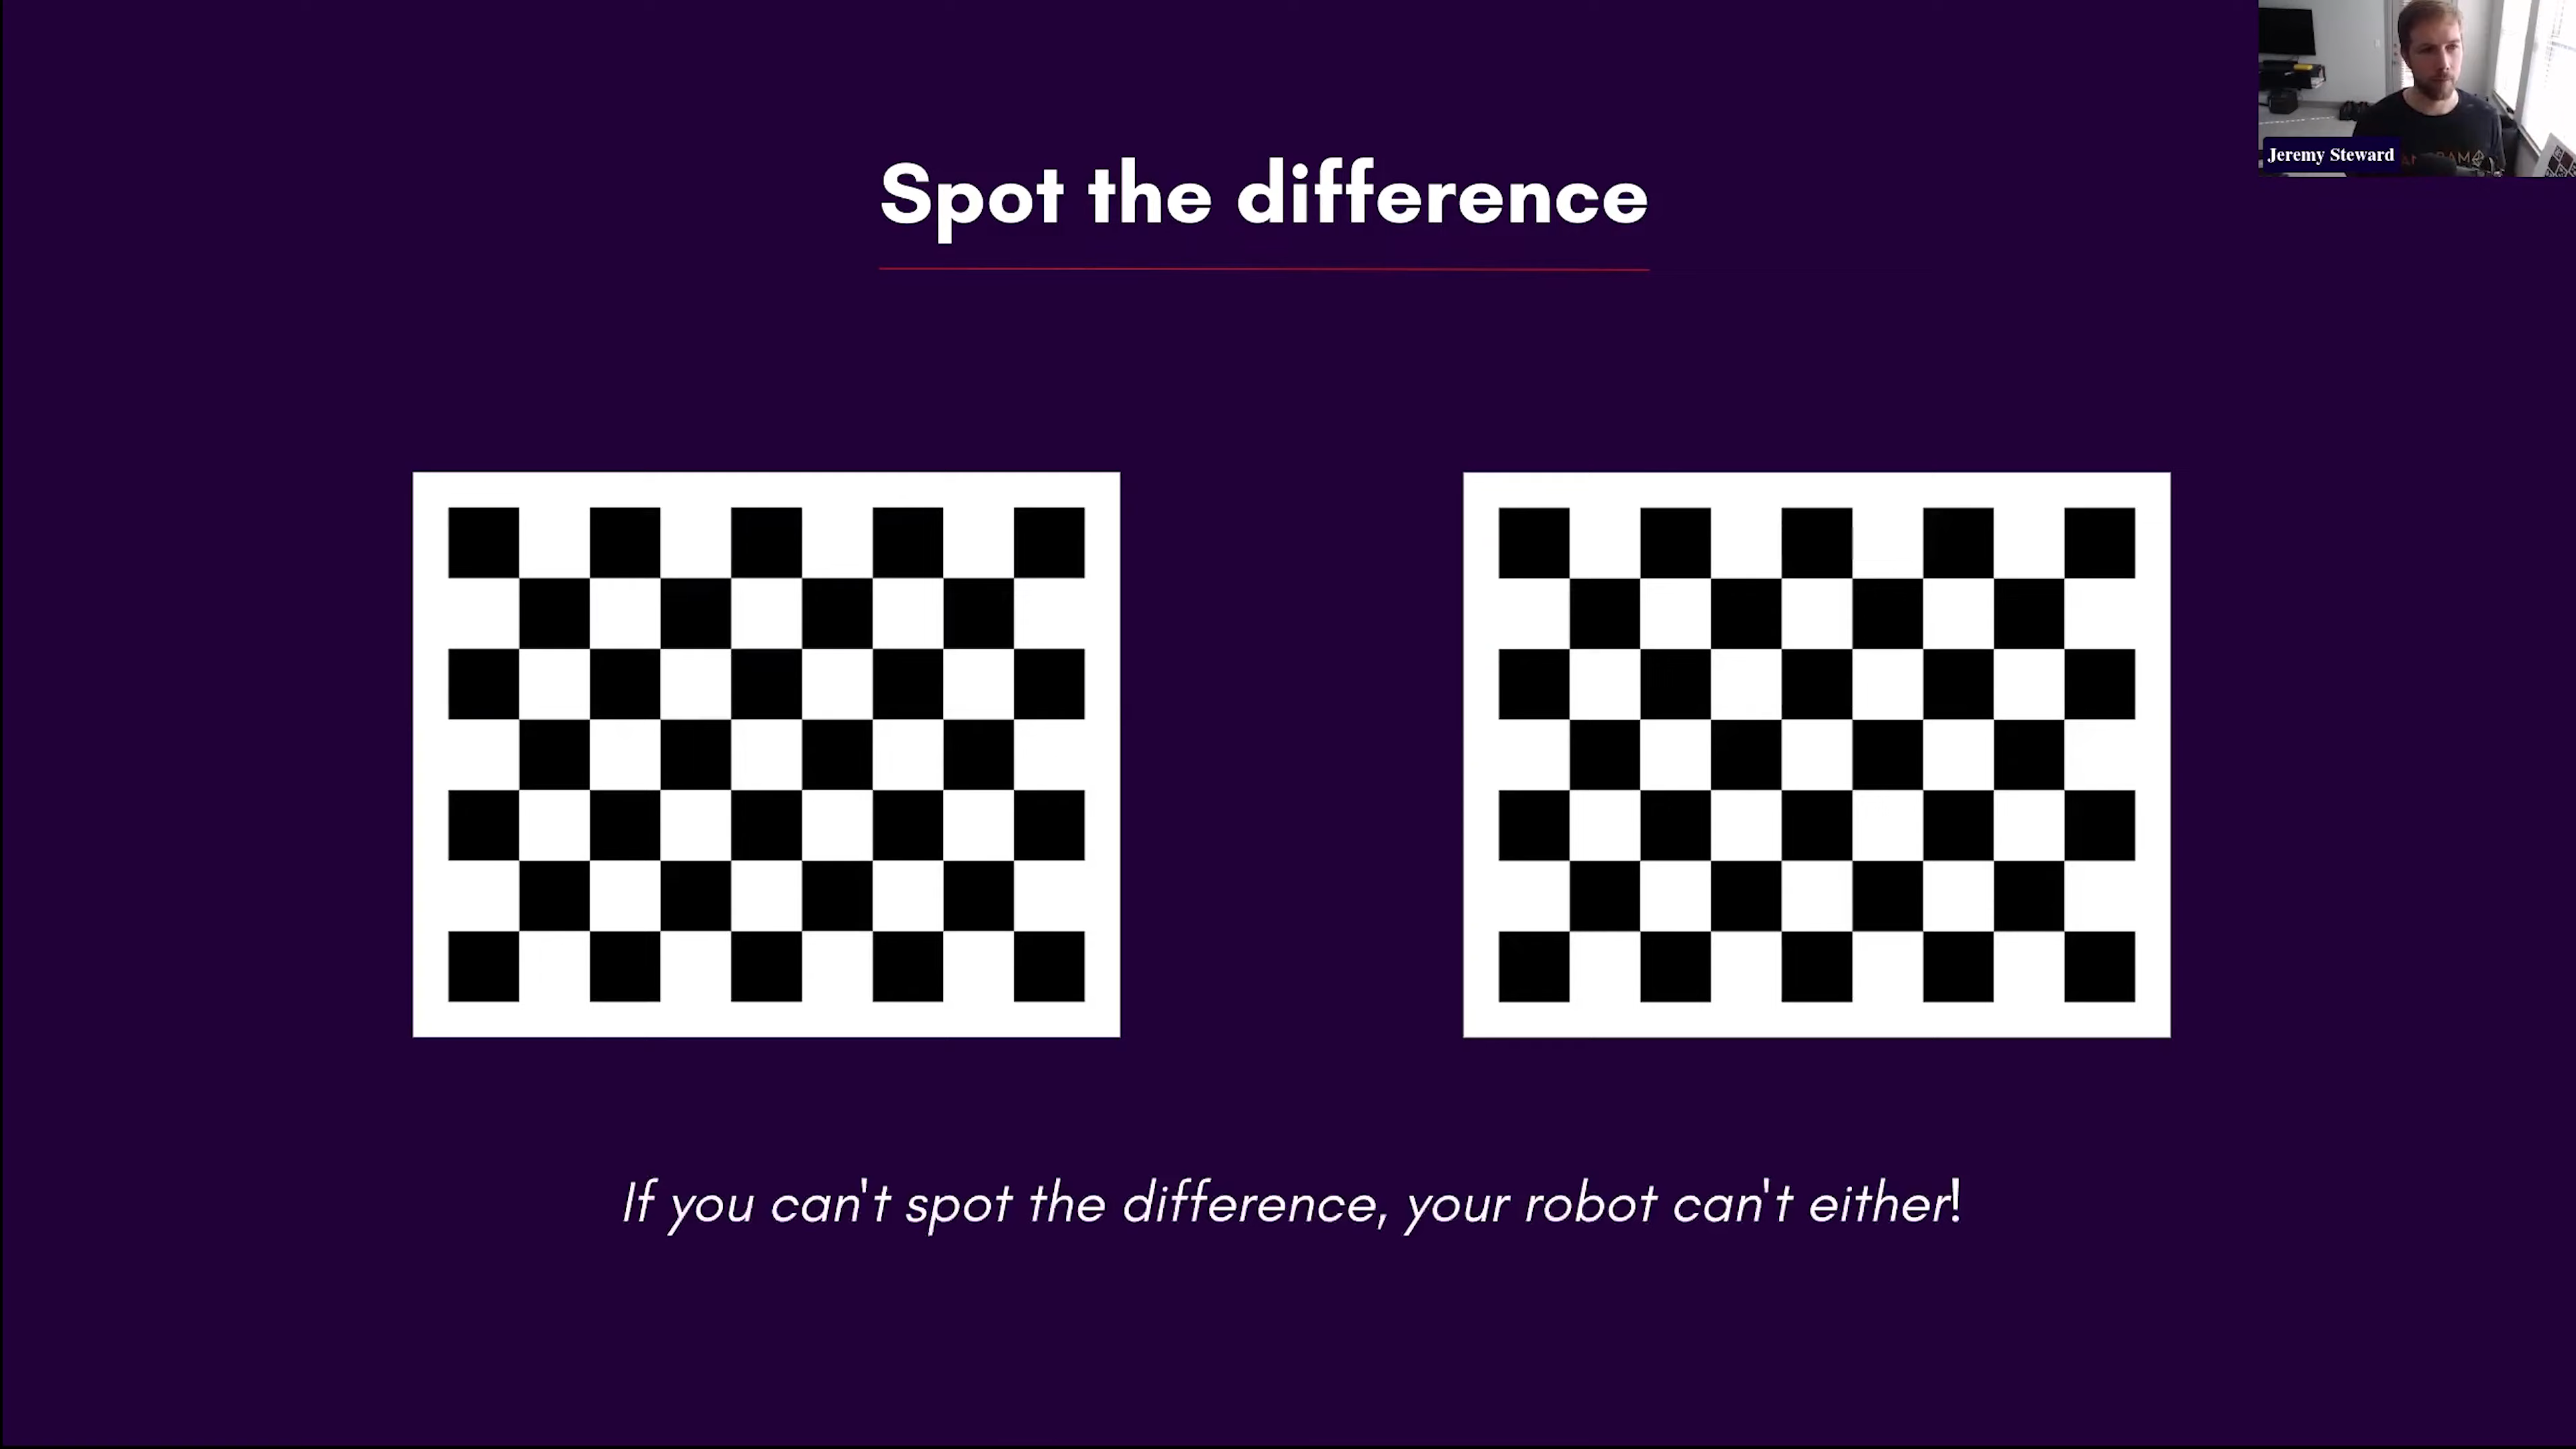 Jeremy Steward
Spot the difference
If you can't spot the difference, your robot can't either!